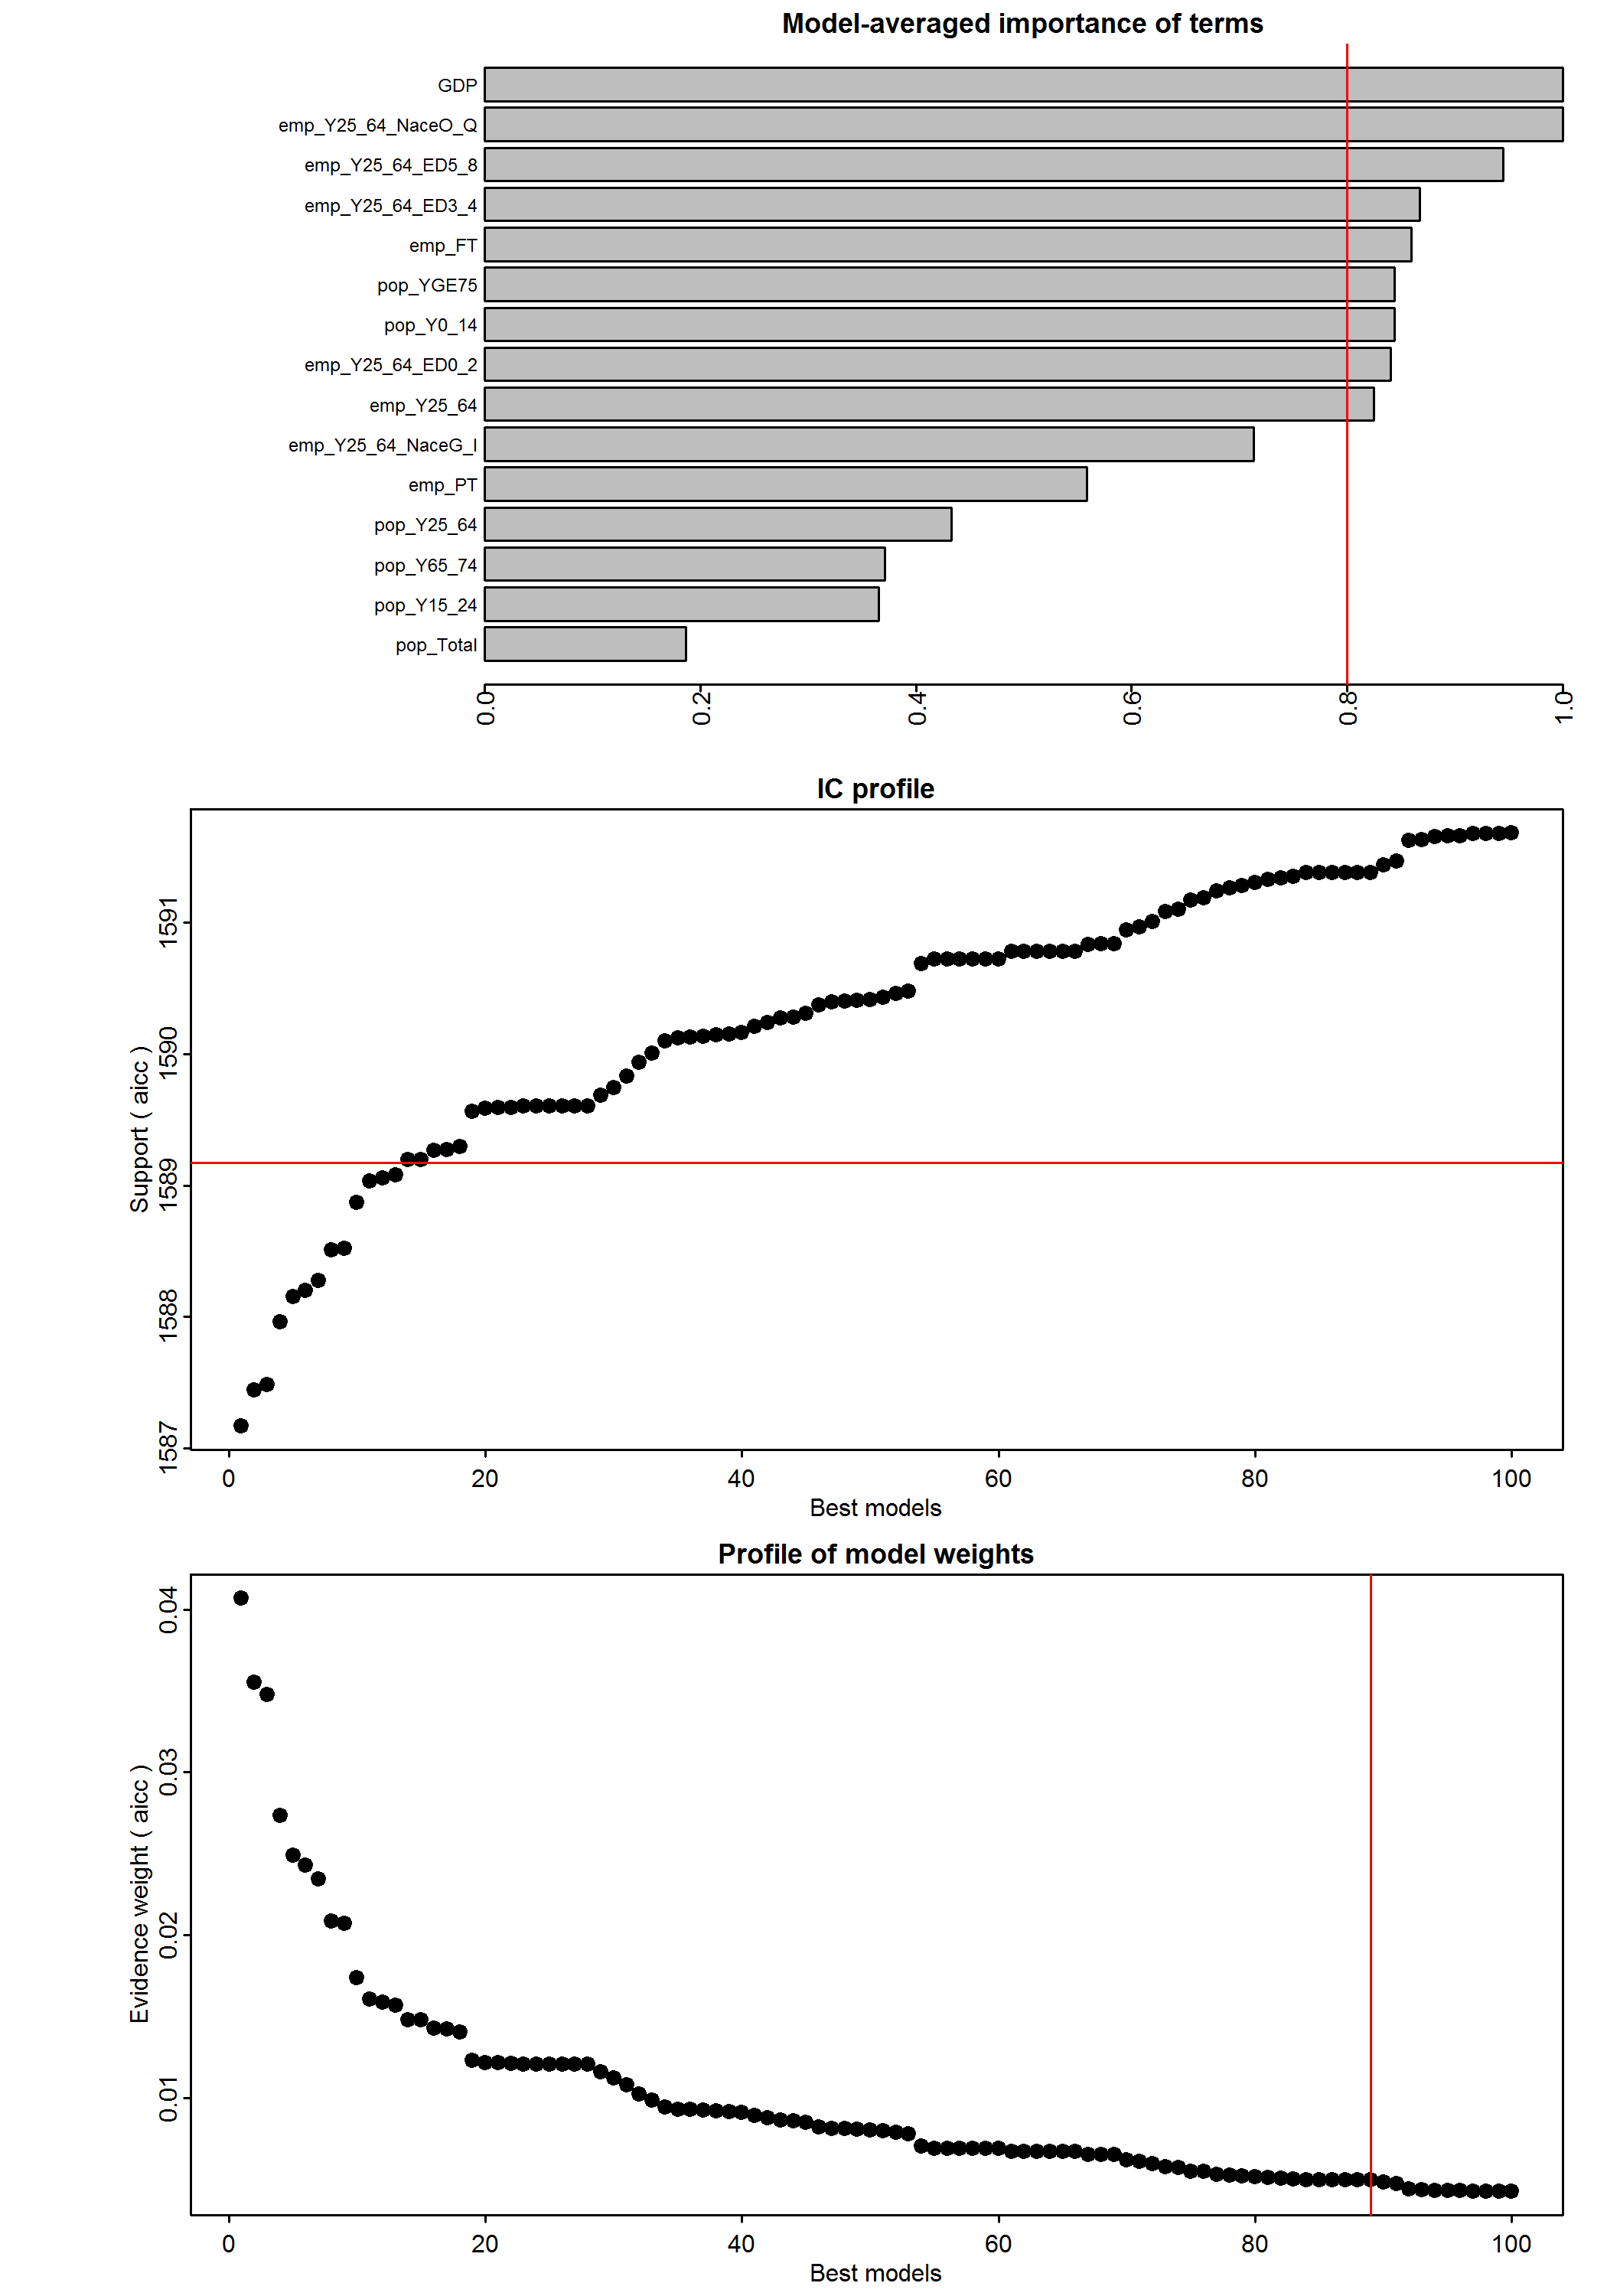 Model-averaged importance of terms
GDP
emp_Y25_64_NaceO_Q
emp_Y25_64_ED5_8
emp_Y25_64_ED3_4
emp_FT
pop_YGE75
pop_Y0_14
emp_Y25_64_ED0_2
emp_Y25_64
emp_Y25_64_NaceG_I
emp_PT
pop_Y25_64
pop_Y65_74
pop_Y15_24
pop_Total
0.0 0.2 0.4 0.6 0.8 1.0
IC profile
Support ( aicc )
1591
1590
1589
1588
1587
0 20 40 60 80 100
Best models
Profile of model weights
Evidence weight ( aicc )
0.04
0.03
0.02
0.01
0 20 40 60 80 100
Best models